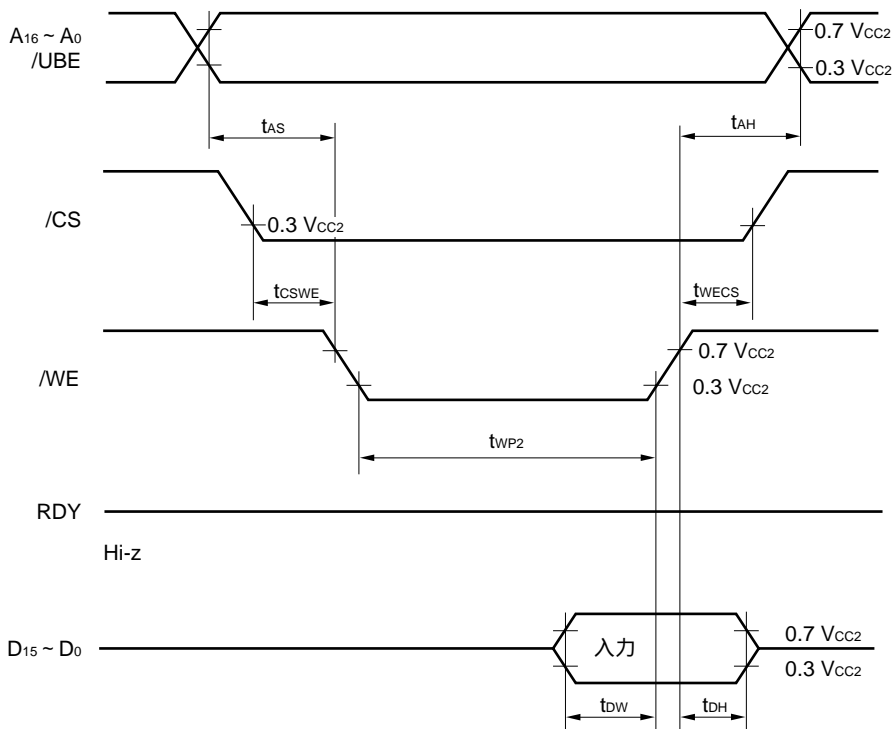 A16 ~ A0
/UBE
0.7 VCC2
0.3 VCC2
tAS
tAH
/CS
0.3 VCC2
tCSWE
tWECS
/WE
0.7 VCC2
0.3 VCC2
tWP2
RDY
Hi-z
D15 ~ D0
入力
0.7 VCC2
0.3 VCC2
tDW
tDH